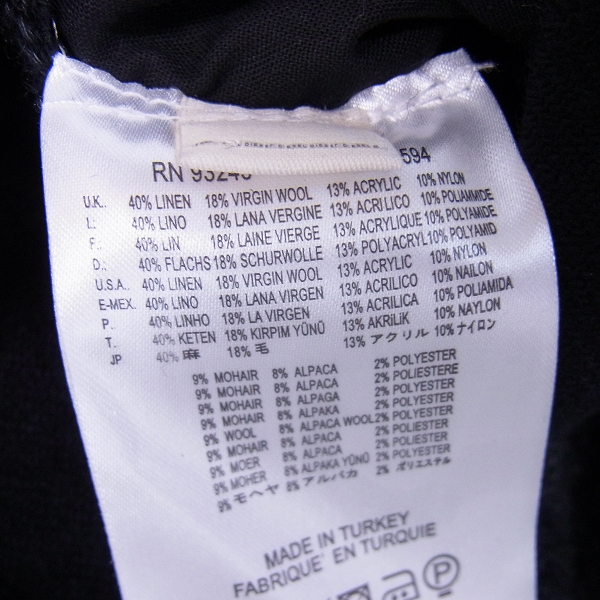 594
U.K.: 40% LINEN 18% VIRGIN WOOL 13% ACRYLIC 10% NYLON
I.: 40% LINO 18% LANA VERGINE 13% ACRILICO 10% POLIAMMIDE
F.: 40% LIN 18% LAINE VIERGE 13% ACRYLIQUE 10% POLYAMIDE
D.: 40% FLACHS 18% SCHURWOLLE 13% POLYACRYL 10% POLYAMID
U.S.A.: 40% LINEN 18% VIRGIN WOOL 13% ACRYLIC 10% NYLON
E-MEX. 40% LINO 18% LANA VIRGEN 13% ACRILICO 10% NAILON
P.. 40% LINHO 18% LA VIRGEN 13% ACRILICA 10% POLIAMIDA
T. 40% KETEN 18% KIRPIM YÜNÜ 13% AKRiLiK 10% NAYLON
JP 40% 麻 18% 毛 13% アクリル 10% ナイロン
9% MOHAIR 8% ALPACA 2% POLYESTER
9% MOHAIR 8% ALPACA 2% POLIESTERE
9% MOHAIR 8% ALPAGA 2% POLYESTER
9% MOHAIR 8% ALPAKA 2% POLYESTER
9% WOOL 8% ALPACA WOOL 2% POLYESTER
9% MOHAIR 8% ALPACA 2% POLIESTER
9% MOER 8% ALPACA 2% POLIESTER
9% MOHER 8% ALPAKA YÜNÜ 2% POLYESTER
9% モヘヤ 8% アルパカ 2% ポリエステル
MADE IN TURKEY
FABRIQUE EN TURQUIE
P